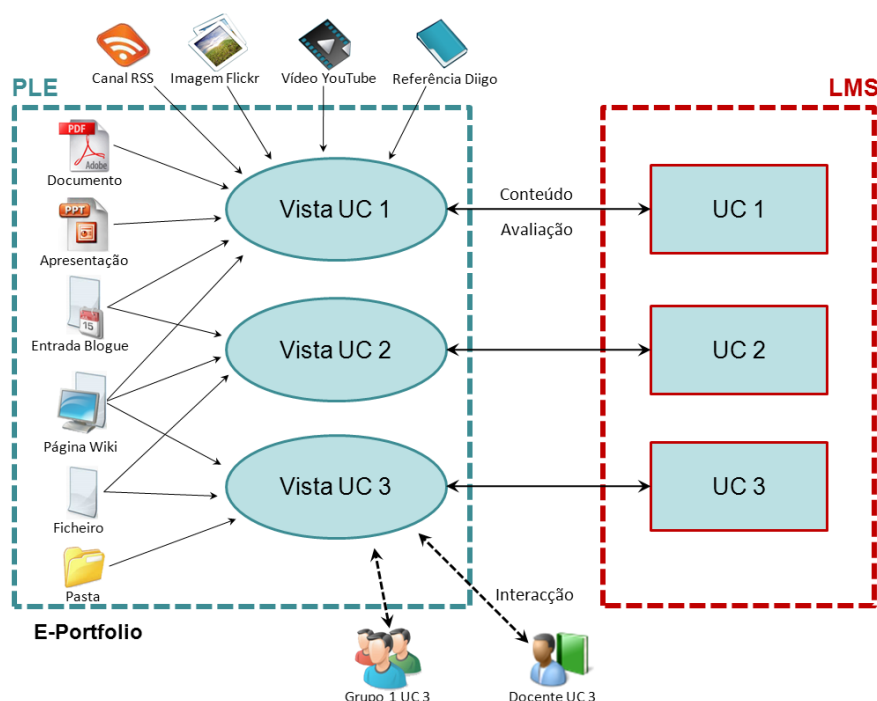 Canal RSS
Imagem Flickr
Vídeo YouTube
Referência Diigo
PLE
LMS
PDF
Adobe
Documento
PPT
Apresentação
15
Entrada Blogue
Página Wiki
Ficheiro
Pasta
Vista UC 1
Vista UC 2
Vista UC 3
Conteúdo
Avaliação
UC 1
UC 2
UC 3
Interacção
E-Portfolio
Grupo 1 UC 3
Docente UC 3